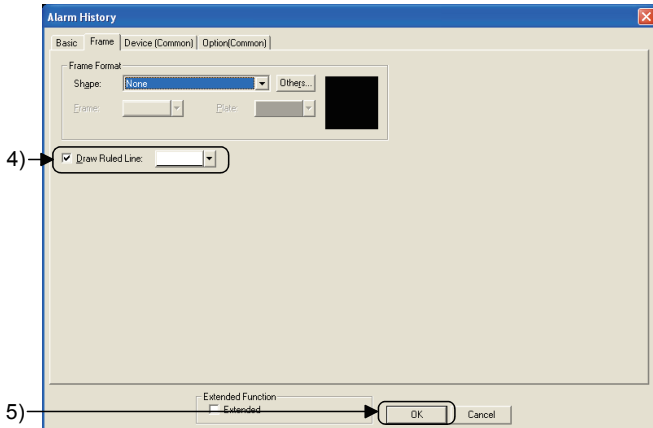 Alarm History
Basic Frame Device (Common) Option(Common)
Frame Format
Shape: None Others...
Frame: Plate:
4) Draw Ruled Line:
Extended Function
5) Extended OK Cancel